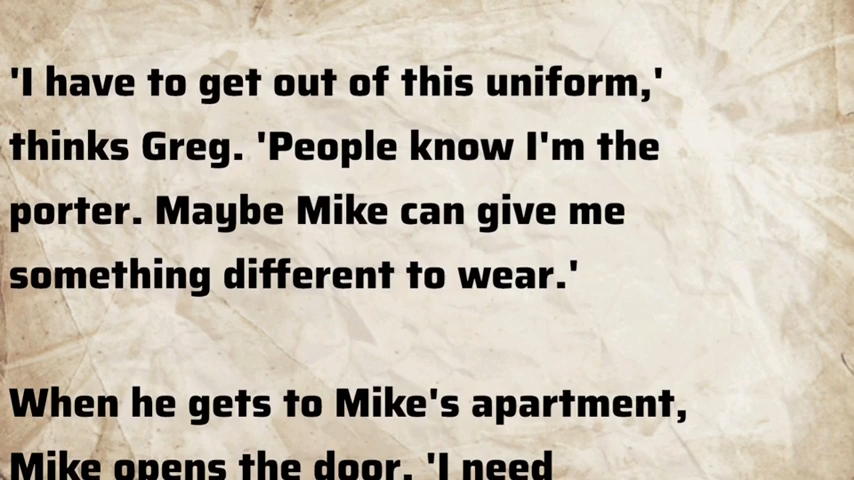 'I have to get out of this uniform,'
thinks Greg. 'People know I'm the
porter. Maybe Mike can give me
something different to wear.'
When he gets to Mike's apartment,
Mike opens the door. 'I need